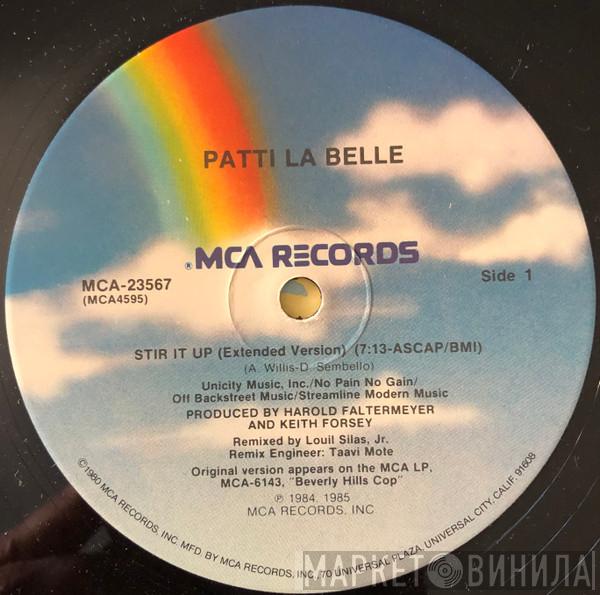 PATTI LA BELLE
® MCA RECORDS
MCA-23567
(MCA4595)
Side 1
STIR IT UP (Extended Version) (7:13-ASCAP/BMI)
(A. Willis-D. Sembello)
Unicity Music, Inc./No Pain No Gain/
Off Backstreet Music/Streamline Modern Music
PRODUCED BY HAROLD FALTERMEYER
AND KEITH FORSEY
Remixed by Louil Silas, Jr.
Remix Engineer: Taavi Mote
Original version appears on the MCA LP,
MCA-6143, "Beverly Hills Cop"
℗ 1984, 1985
MCA RECORDS, INC
©1980 MCA RECORDS, INC. MFD. BY MCA RECORDS, INC., 70 UNIVERSAL PLAZA, UNIVERSAL CITY, CALIF. 91608
МАРКЕТ ВИНИЛА